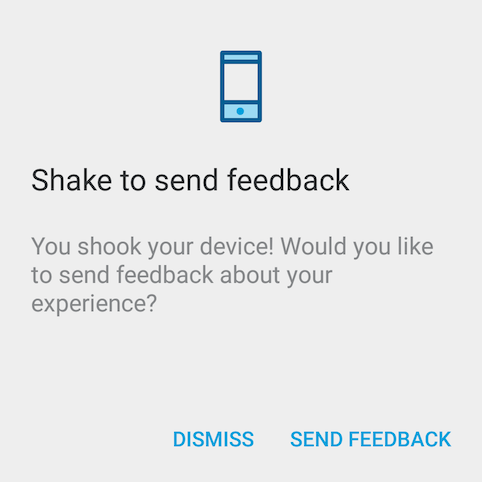 Shake to send feedback
You shook your device! Would you like
to send feedback about your
experience?
DISMISS
SEND FEEDBACK